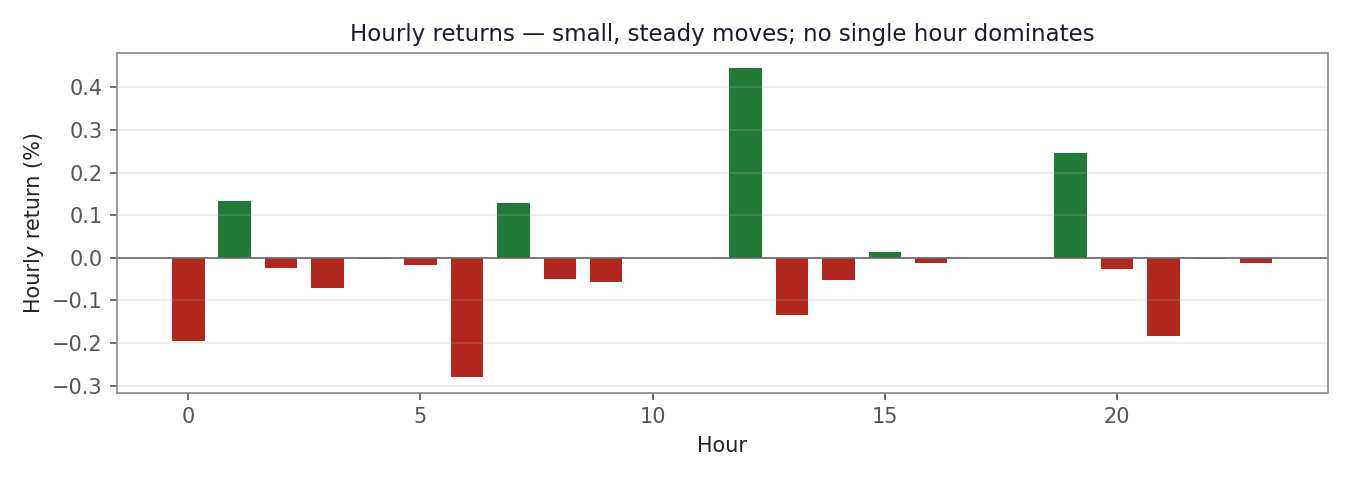 Hourly returns — small, steady moves; no single hour dominates
Hourly return (%)
0.4
0.3
0.2
0.1
0.0
−0.1
−0.2
−0.3
0 5 10 15 20
Hour